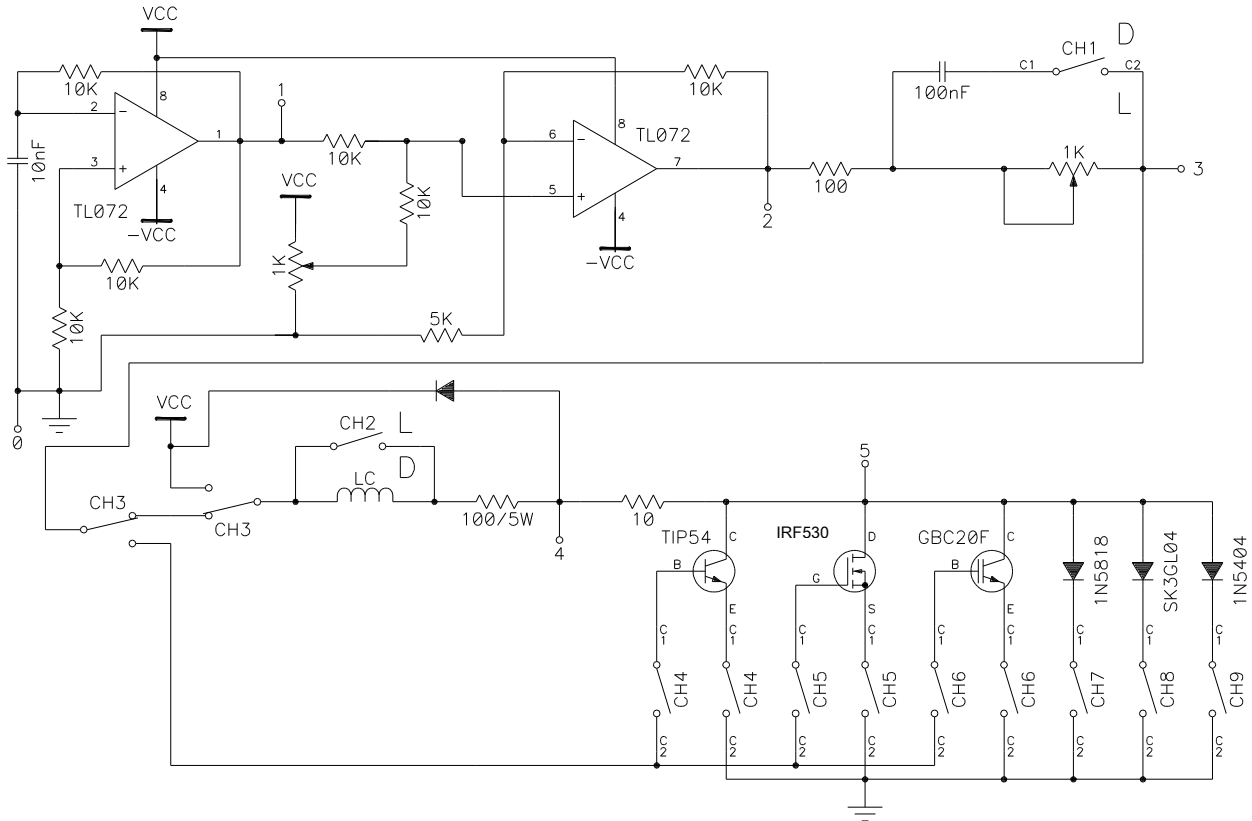 VCC
D
CH1
C1
C2
1
10K
100nF
10K
8
2
−
L
8
TL072
6
−
1
10K
7
1K
10nF
3
+
VCC
10K
5
+
100
3
4
TL072
−VCC
4
2
10K
1K
−VCC
10K
5K
VCC
CH2
L
0
D
LC
5
CH3
CH3
100/5W
10
4
TIP54
C
IRF530
D
GBC20F
C
B
G
B
1N5818
SK3GL04
1N5404
E
S
E
C1
C1
C1
C1
C1
C1
C1
C1
C1
CH4
CH4
CH5
CH5
CH6
CH6
CH7
CH8
CH9
C2
C2
C2
C2
C2
C2
C2
C2
C2